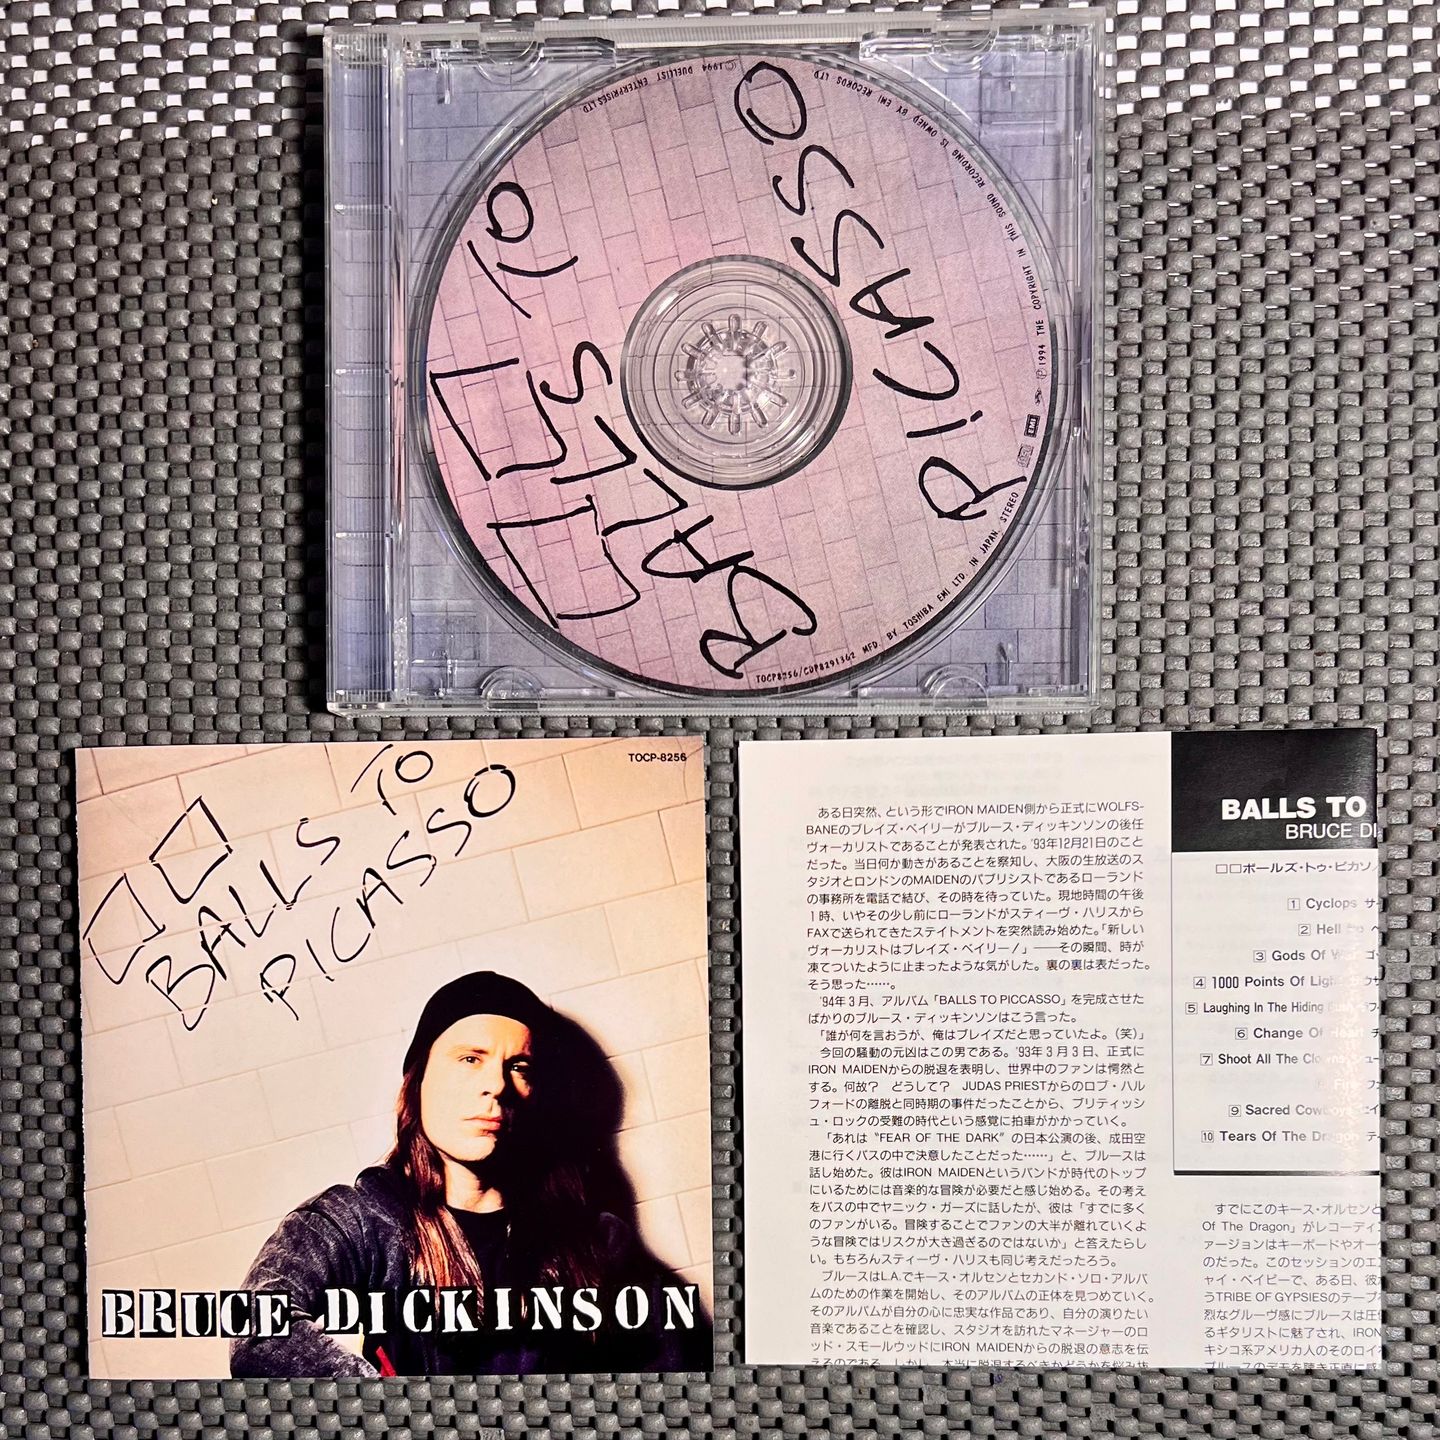 BALLS TO
PICASSO
℗1994 THE COPYRIGHT IN THIS SOUND RECORDING IS OWNED BY EMI RECORDS LTD.
©1994 DUELLIST ENTERPRISES LTD.
EMI
STEREO
TOCP8256/CDP8291362 MFD. BY TOSHIBA EMI LTD. IN JAPAN.
TOCP-8256
BALLS TO
PICASSO
BRUCE DICKINSON
ある日突然、という形でIRON MAIDEN側から正式にWOLFS-
BANEのブレイズ・ベイリーがブルース・ディッキンソンの後任
ヴォーカリストであることが発表された。'93年12月21日のこと
だった。当日何か動きがあることを察知し、大阪の生放送のス
タジオとロンドンのMAIDENのパブリシストであるローランド
の事務所を電話で結び、その時を待っていた。現地時間の午後
1時、いやその少し前にローランドがスティーヴ・ハリスから
FAXで送られてきたステイトメントを突然読み始めた。「新しい
ヴォーカリストはブレイズ・ベイリー!」――その瞬間、時が
凍てついたように止まったような気がした。裏の裏は表だった。
そう思った……。
'94年3月、アルバム「BALLS TO PICCASSO」を完成させた
ばかりのブルース・ディッキンソンはこう言った。
「誰が何を言おうが、俺はブレイズだと思っていたよ。(笑)」
今回の騒動の元凶はこの男である。'93年3月3日、正式に
IRON MAIDENからの脱退を表明し、世界中のファンは愕然と
する。何故? どうして? JUDAS PRIESTからのロブ・ハル
フォードの離脱と同時期の事件だったことから、ブリティッシ
ュ・ロックの受難の時代という感覚に拍車がかかっていく。
「あれは"FEAR OF THE DARK"の日本公演の後、成田空
港に行くバスの中で決意したことだった……」と、ブルースは
話し始めた。彼はIRON MAIDENというバンドが時代のトップ
にいるためには音楽的な冒険が必要だと感じ始める。その考え
をバスの中でヤニック・ガーズに話したが、彼は「すでに多く
のファンがいる。冒険することでファンの大半が離れていくよ
うな冒険ではリスクが大き過ぎるのではないか」と答えたらし
い。もちろんスティーヴ・ハリスも同じ考えだったろう。
ブルースはL.A.でキース・オルセンとセカンド・ソロ・アルバ
ムのための作業を開始し、そのアルバムの正体を見つめていく。
そのアルバムが自分の心に忠実な作品であり、自分の演りたい
音楽であることを確認し、スタジオを訪れたマネージャーのロ
ッド・スモールウッドにIRON MAIDENからの脱退の意志を伝
えるのである。しかし、本当に脱退するべきかどうかを悩み抜
BALLS TO
BRUCE DI
□□ボールズ・トゥ・ピカソ
1 Cyclops サ
2 Hell
3 Gods Of
4 1000 Points Of Light
5 Laughing In The Hiding
6 Change Of Heart
7 Shoot All The Clowns
9 Sacred Cowboys
10 Tears Of The Dragon テ
すでにこのキース・オルセンと
Of The Dragon」がレコーディ
ァージョンはキーボードやオー
のだった。このセッションのエン
ャイ・ベイビーで、ある日、彼が
うTRIBE OF GYPSIESのテープ
烈なグルーヴ感にブルースは圧
るギタリストに魅了され、IRON
キシコ系アメリカ人のそのロイ
ブルースのデモを聴き正直に感